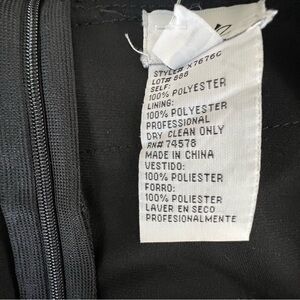 STYLE# X7676C
LOT# 666
SELF:
100% POLYESTER
LINING:
100% POLYESTER
PROFESSIONAL
DRY CLEAN ONLY
RN# 74578
MADE IN CHINA
VESTIDO:
100% POLIESTER
FORRO:
100% POLIESTER
LAVER EN SECO
PROFESIONALMENTE